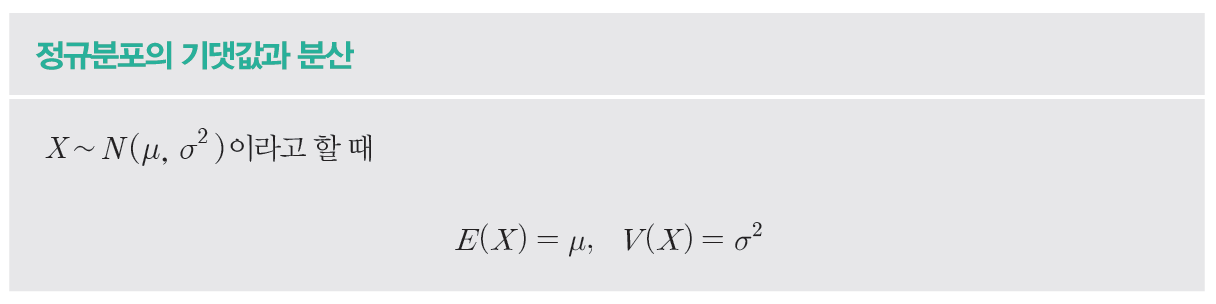 정규분포의 기댓값과 분산
X ~ N(μ, σ²)이라고 할 때
E(X) = μ, V(X) = σ²